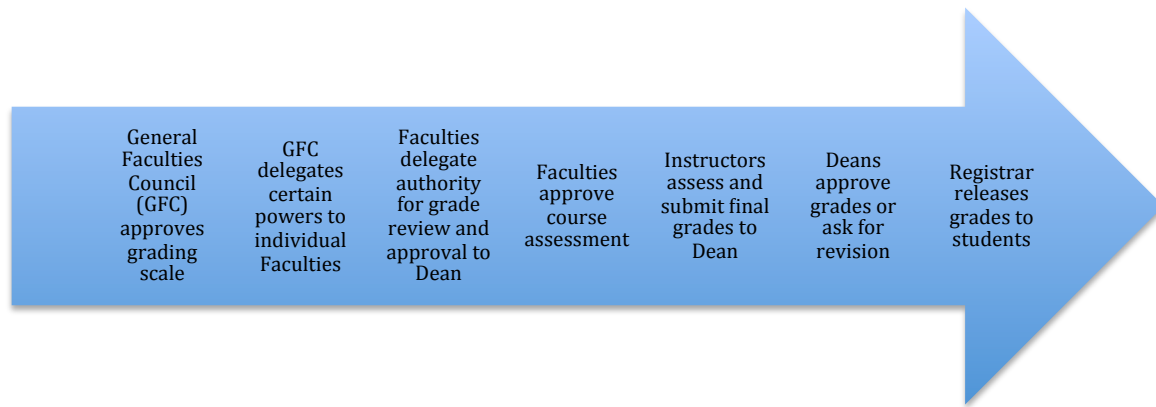 General
Faculties
Council
(GFC)
approves
grading
scale
GFC
delegates
certain
powers to
individual
Faculties
Faculties
delegate
authority
for grade
review and
approval to
Dean
Faculties
approve
course
assessment
Instructors
assess and
submit final
grades to
Dean
Deans
approve
grades or
ask for
revision
Registrar
releases
grades to
students